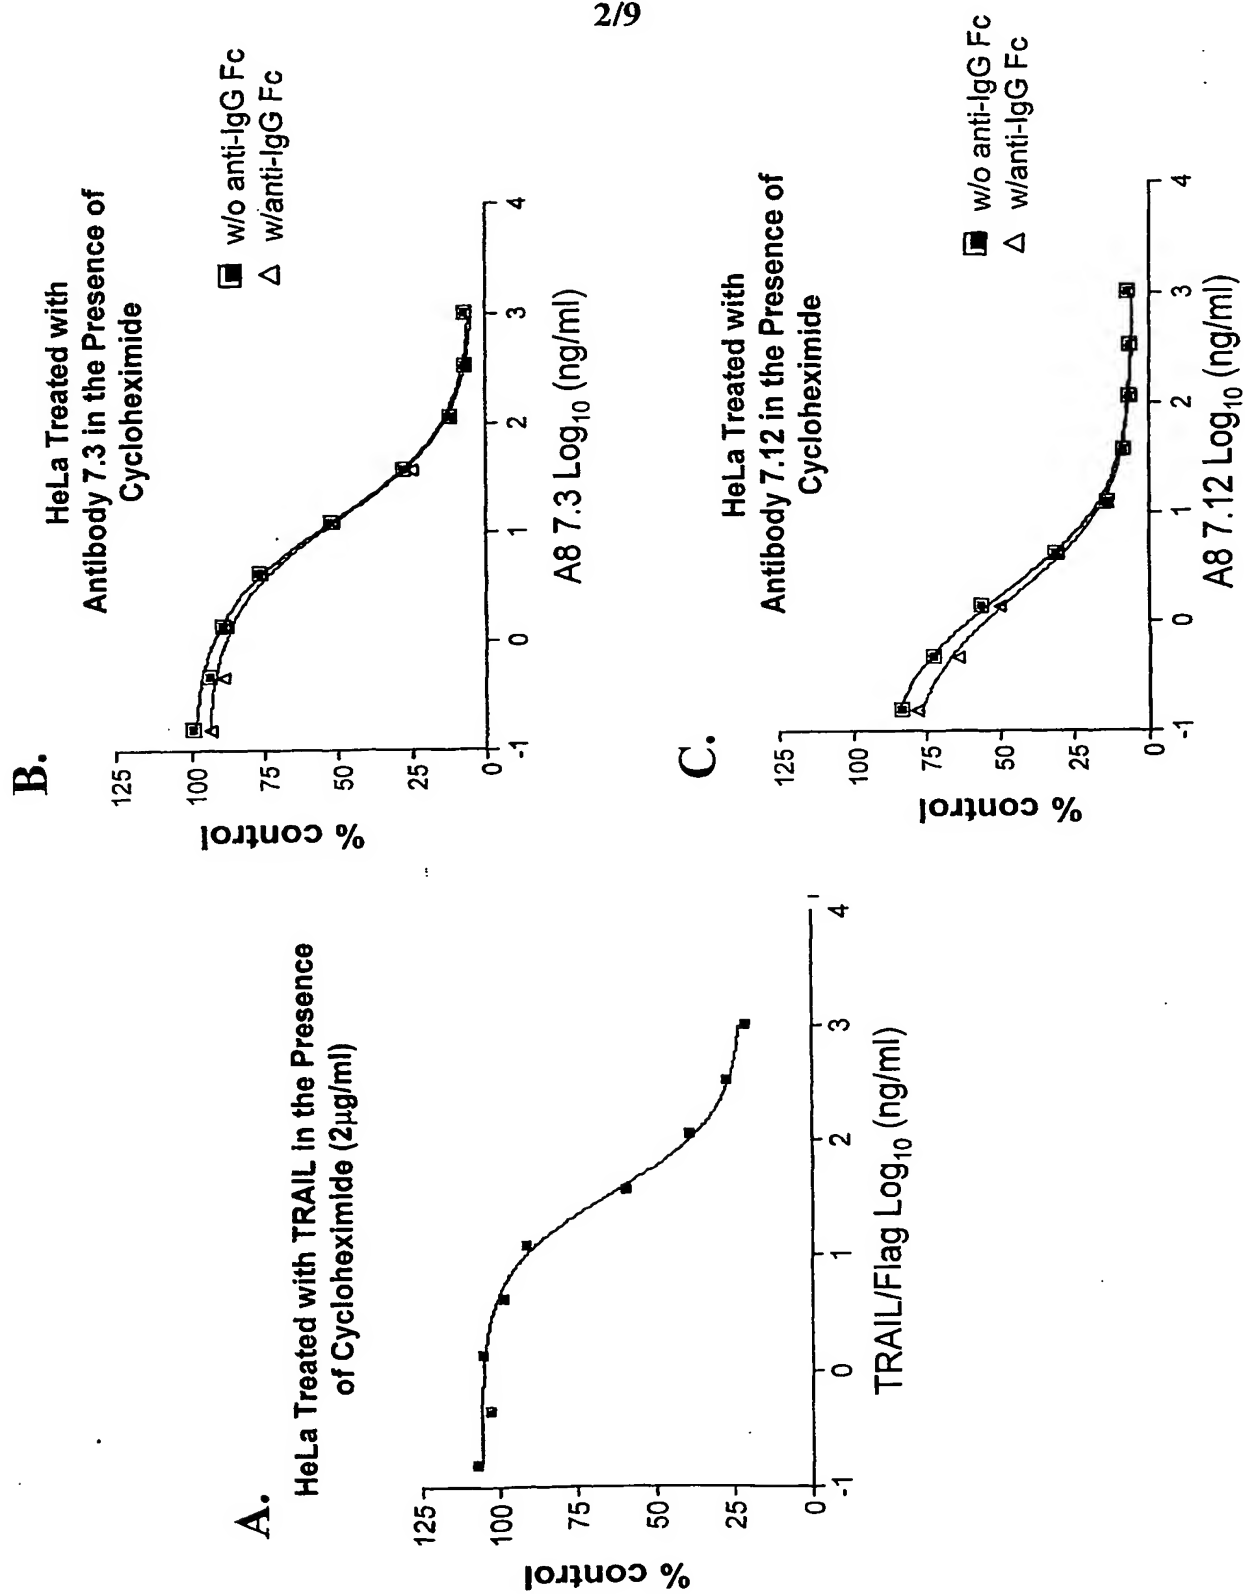 2/9
A.
HeLa Treated with TRAIL in the Presence
of Cycloheximide (2µg/ml)
% control
125
100
75
50
25
0
-1
0
1
2
3
4
TRAIL/Flag Log10 (ng/ml)
B.
HeLa Treated with
Antibody 7.3 in the Presence of
Cycloheximide
w/o anti-IgG Fc
w/anti-IgG Fc
% control
125
100
75
50
25
0
-1
0
1
2
3
4
A8 7.3 Log10 (ng/ml)
C.
HeLa Treated with
Antibody 7.12 in the Presence of
Cycloheximide
w/o anti-IgG Fc
w/anti-IgG Fc
% control
125
100
75
50
25
0
-1
0
1
2
3
4
A8 7.12 Log10 (ng/ml)